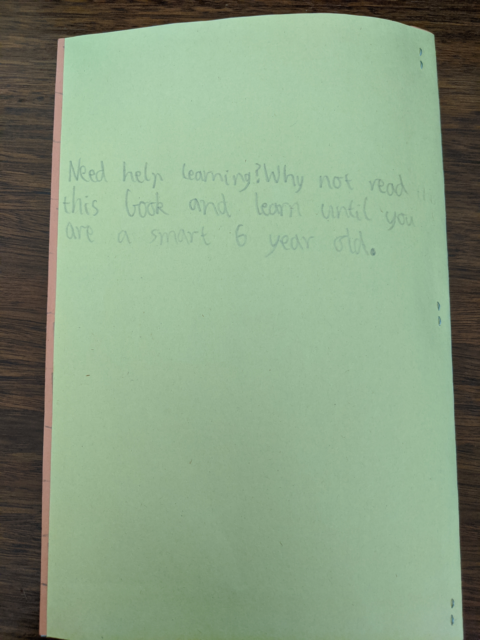 Need help learning?Why not read
this book and learn until you
are a smart 6 year old.